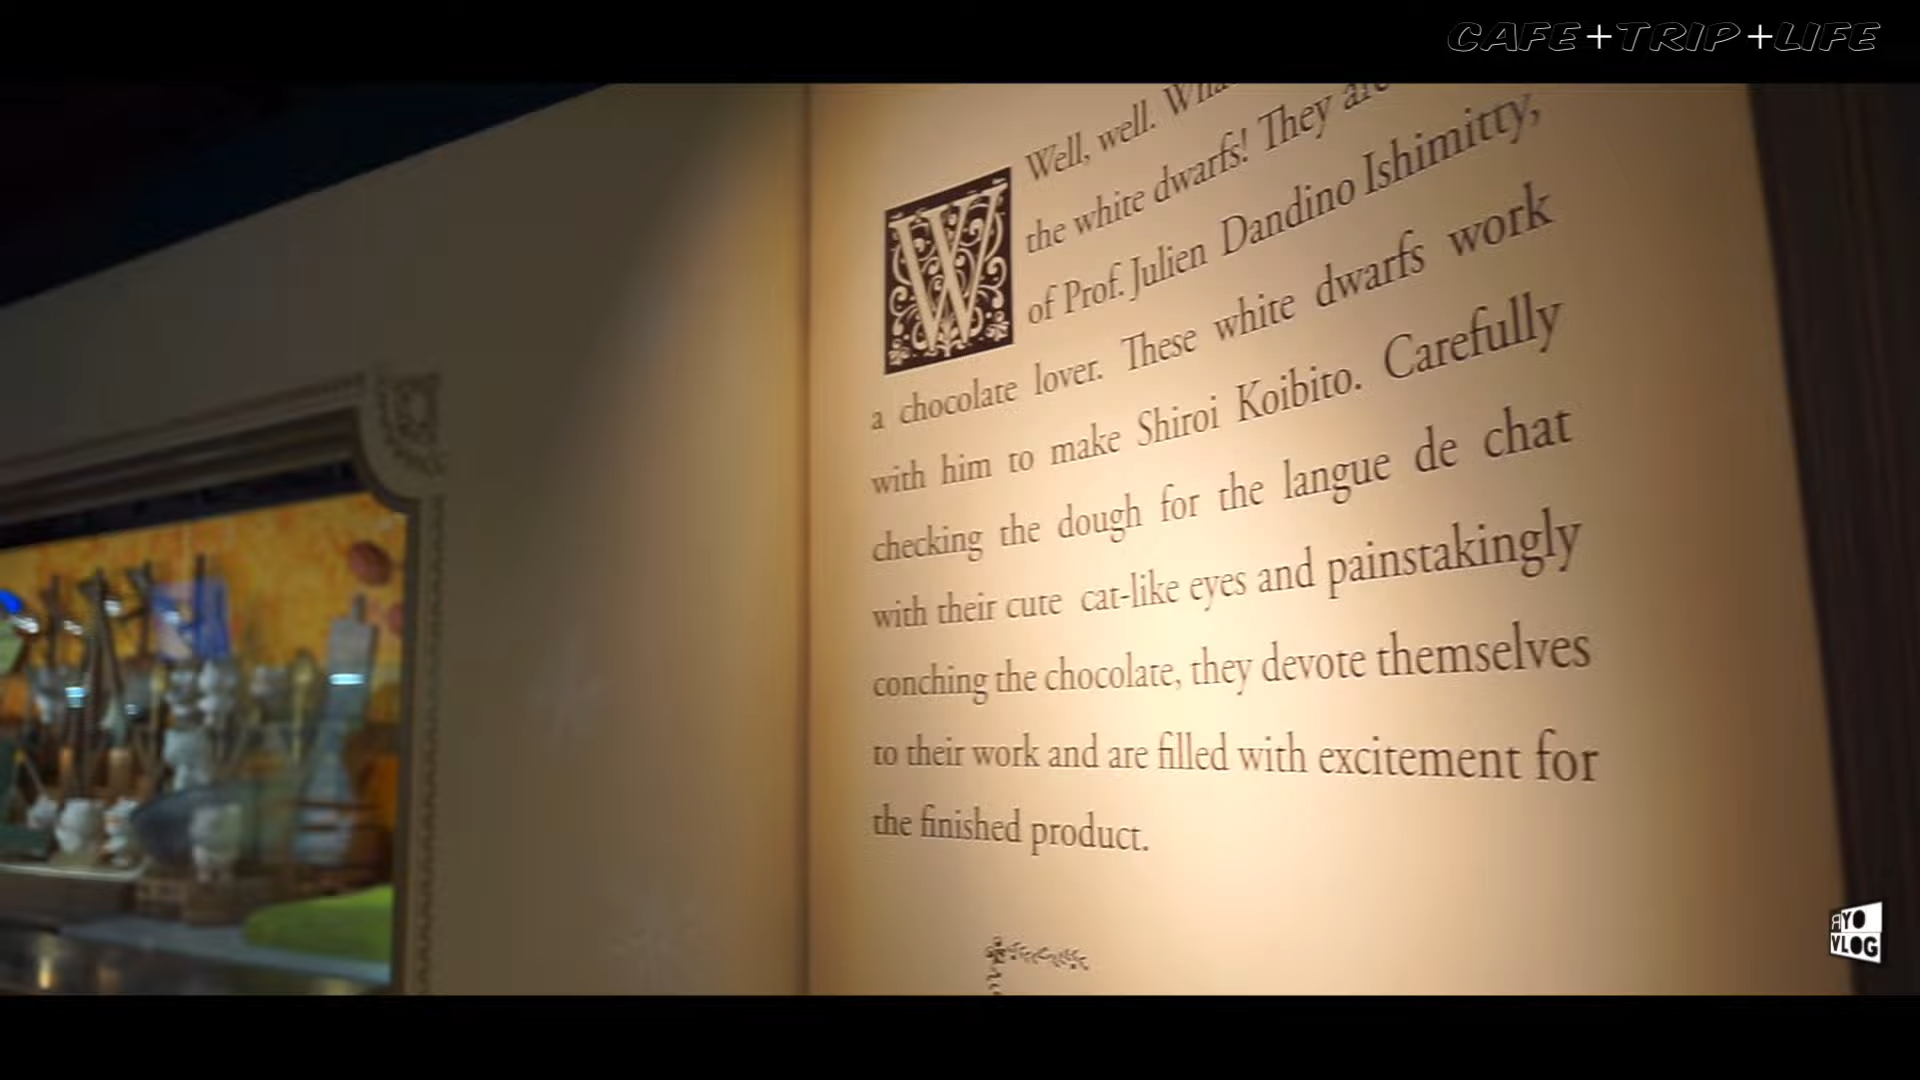 CAFE+TRIP+LIFE
W
Well, well.
the white dwarfs! They are
of Prof. Julien Dandino Ishimitty,
a chocolate lover. These white dwarfs work
with him to make Shiroi Koibito. Carefully
checking the dough for the langue de chat
with their cute cat-like eyes and painstakingly
conching the chocolate, they devote themselves
to their work and are filled with excitement for
the finished product.
RYO
VLOG